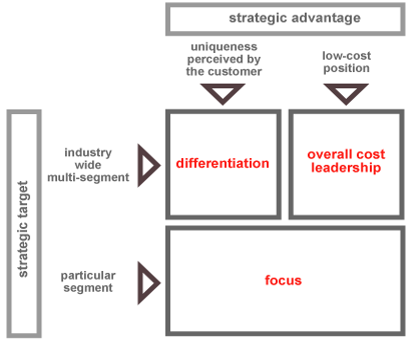 strategic advantage
uniqueness
perceived by
the customer
low-cost
position
strategic target
industry
wide
multi-segment
differentiation
overall cost
leadership
particular
segment
focus